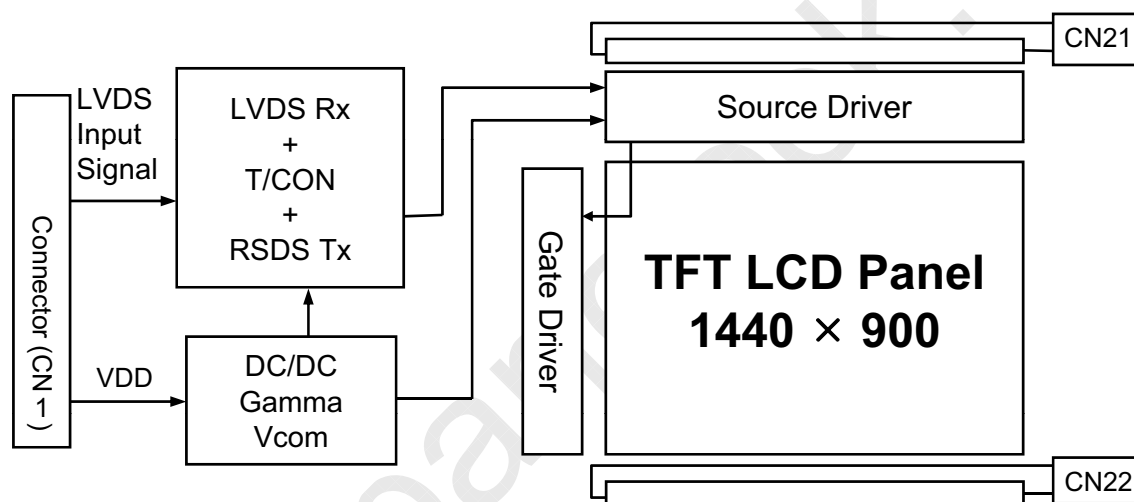 CN21
LVDS
Input
Signal
LVDS Rx
+
T/CON
+
RSDS Tx
Source Driver
Connector (CN1)
Gate Driver
TFT LCD Panel
1440 × 900
VDD
DC/DC
Gamma
Vcom
CN22